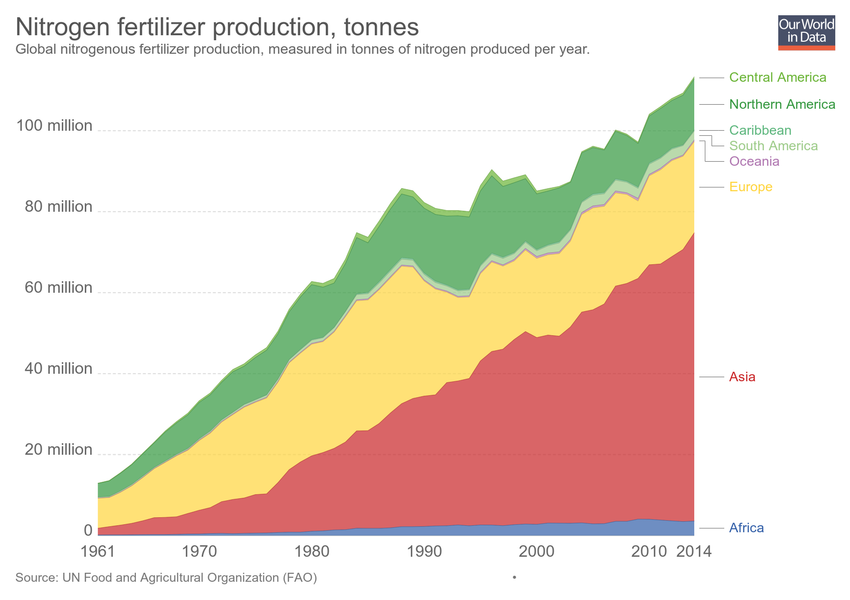 Nitrogen fertilizer production, tonnes
Our World
in Data
Global nitrogenous fertilizer production, measured in tonnes of nitrogen produced per year.
Central America
Northern America
100 million
Caribbean
South America
Oceania
Europe
80 million
60 million
40 million
Asia
20 million
0
Africa
1961
1970
1980
1990
2000
2010
2014
Source: UN Food and Agricultural Organization (FAO)